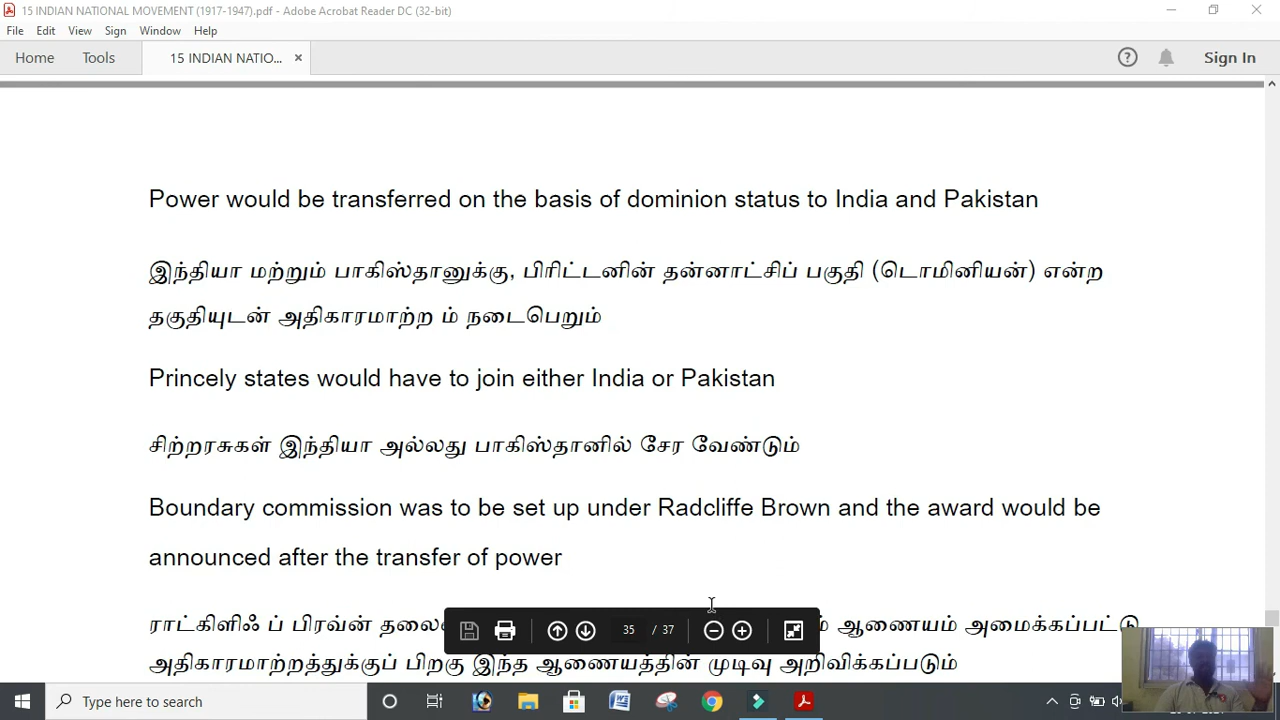 15 INDIAN NATIONAL MOVEMENT (1917-1947).pdf - Adobe Acrobat Reader DC (32-bit)
File Edit View Sign Window Help
Home Tools 15 INDIAN NATIO... × Sign In
Power would be transferred on the basis of dominion status to India and Pakistan
இந்தியா மற்றும் பாகிஸ்தானுக்கு, பிரிட்டனின் தன்னாட்சிப் பகுதி (டொமினியன்) என்ற
தகுதியுடன் அதிகாரமாற்ற ம் நடைபெறும்
Princely states would have to join either India or Pakistan
சிற்றரசுகள் இந்தியா அல்லது பாகிஸ்தானில் சேர வேண்டும்
Boundary commission was to be set up under Radcliffe Brown and the award would be
announced after the transfer of power
ராட்கிளிஃ ப் பிரவ்ன் ஆணையம் அமைக்கப்பட்டு
35 / 37
அதிகாரமாற்றத்துக்குப் பிறகு இந்த ஆணையத்தின் முடிவு அறிவிக்கப்படும்
Type here to search